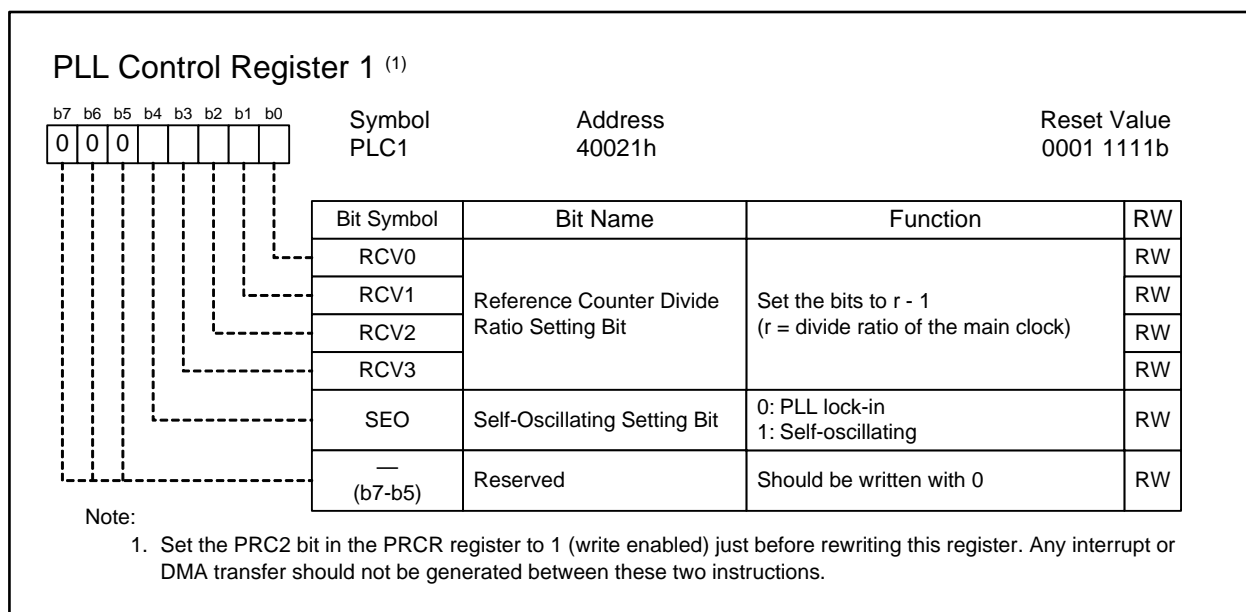 PLL Control Register 1 (1)
b7 b6 b5 b4 b3 b2 b1 b0
0 0 0
Symbol Address Reset Value
PLC1 40021h 0001 1111b
Bit Symbol Bit Name Function RW
RCV0 RW
RCV1 RW
Reference Counter Divide
Ratio Setting Bit
Set the bits to r - 1
(r = divide ratio of the main clock)
RCV2 RW
RCV3 RW
SEO Self-Oscillating Setting Bit
0: PLL lock-in
1: Self-oscillating
RW
—
(b7-b5)
Reserved Should be written with 0 RW
Note:
1. Set the PRC2 bit in the PRCR register to 1 (write enabled) just before rewriting this register. Any interrupt or
DMA transfer should not be generated between these two instructions.